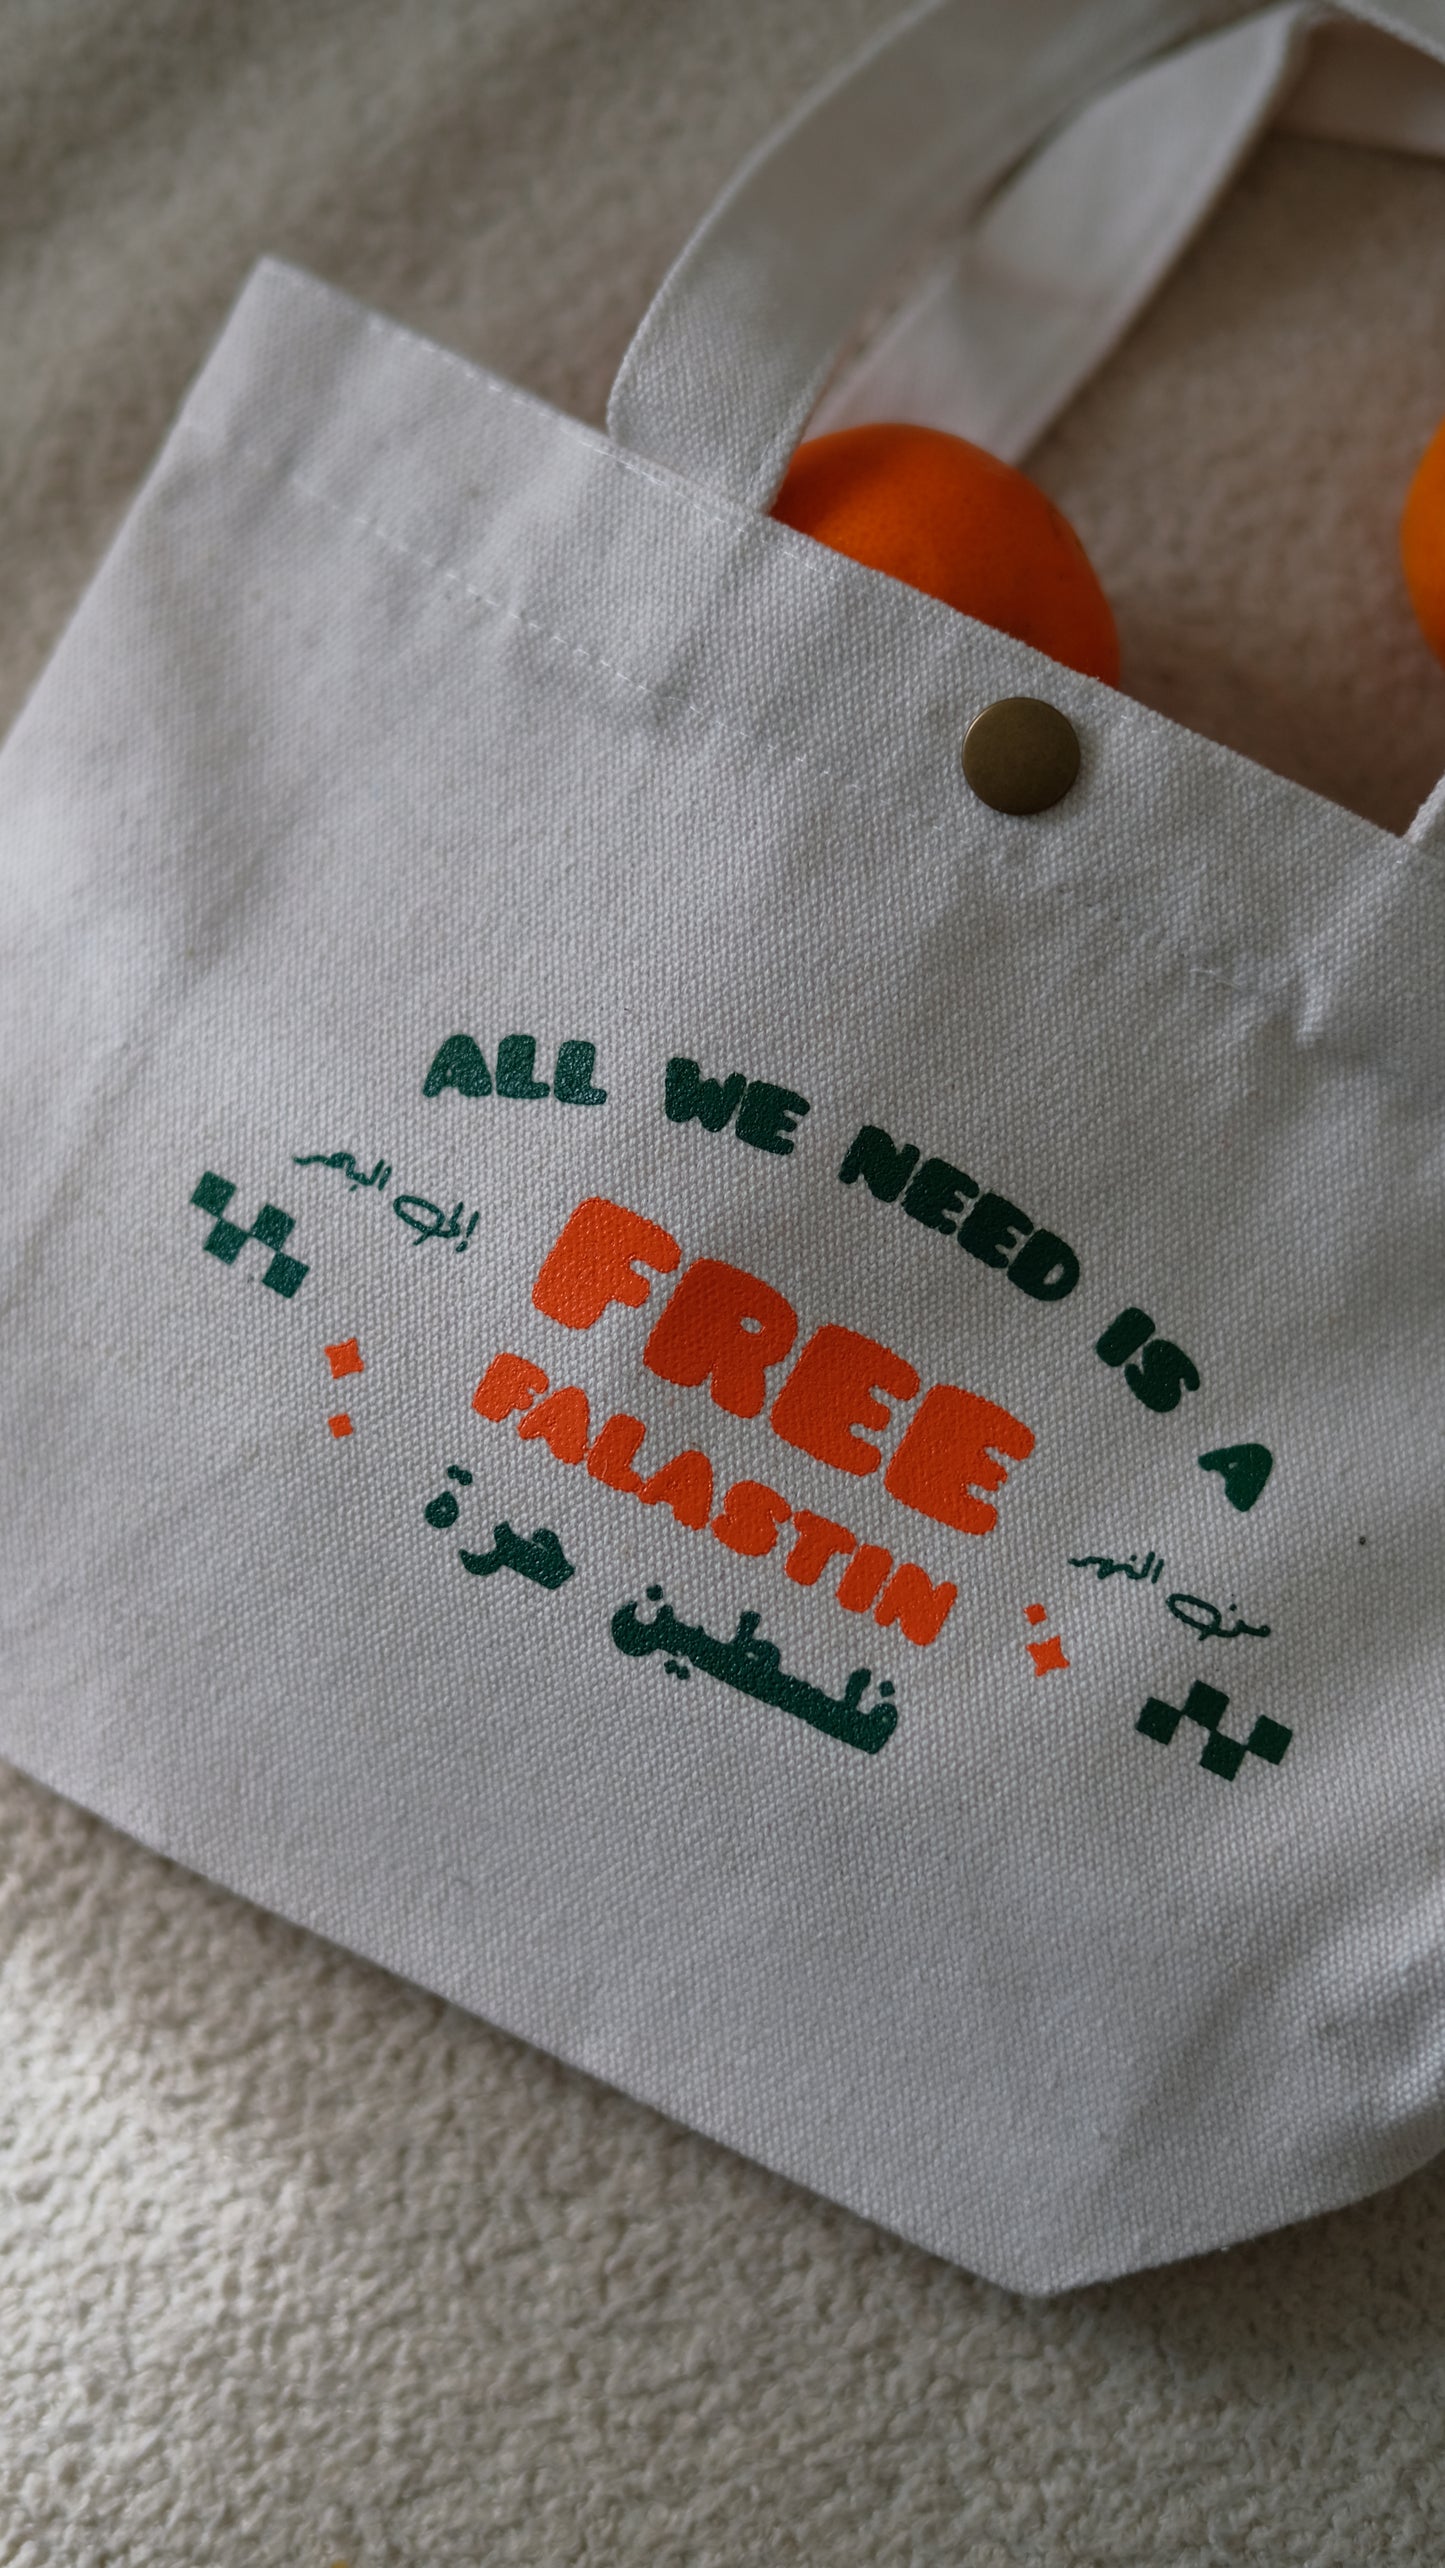 ALL WE NEED IS A
FREE
FALASTIN
فلسطين حرة
من النهر
إلى البحر